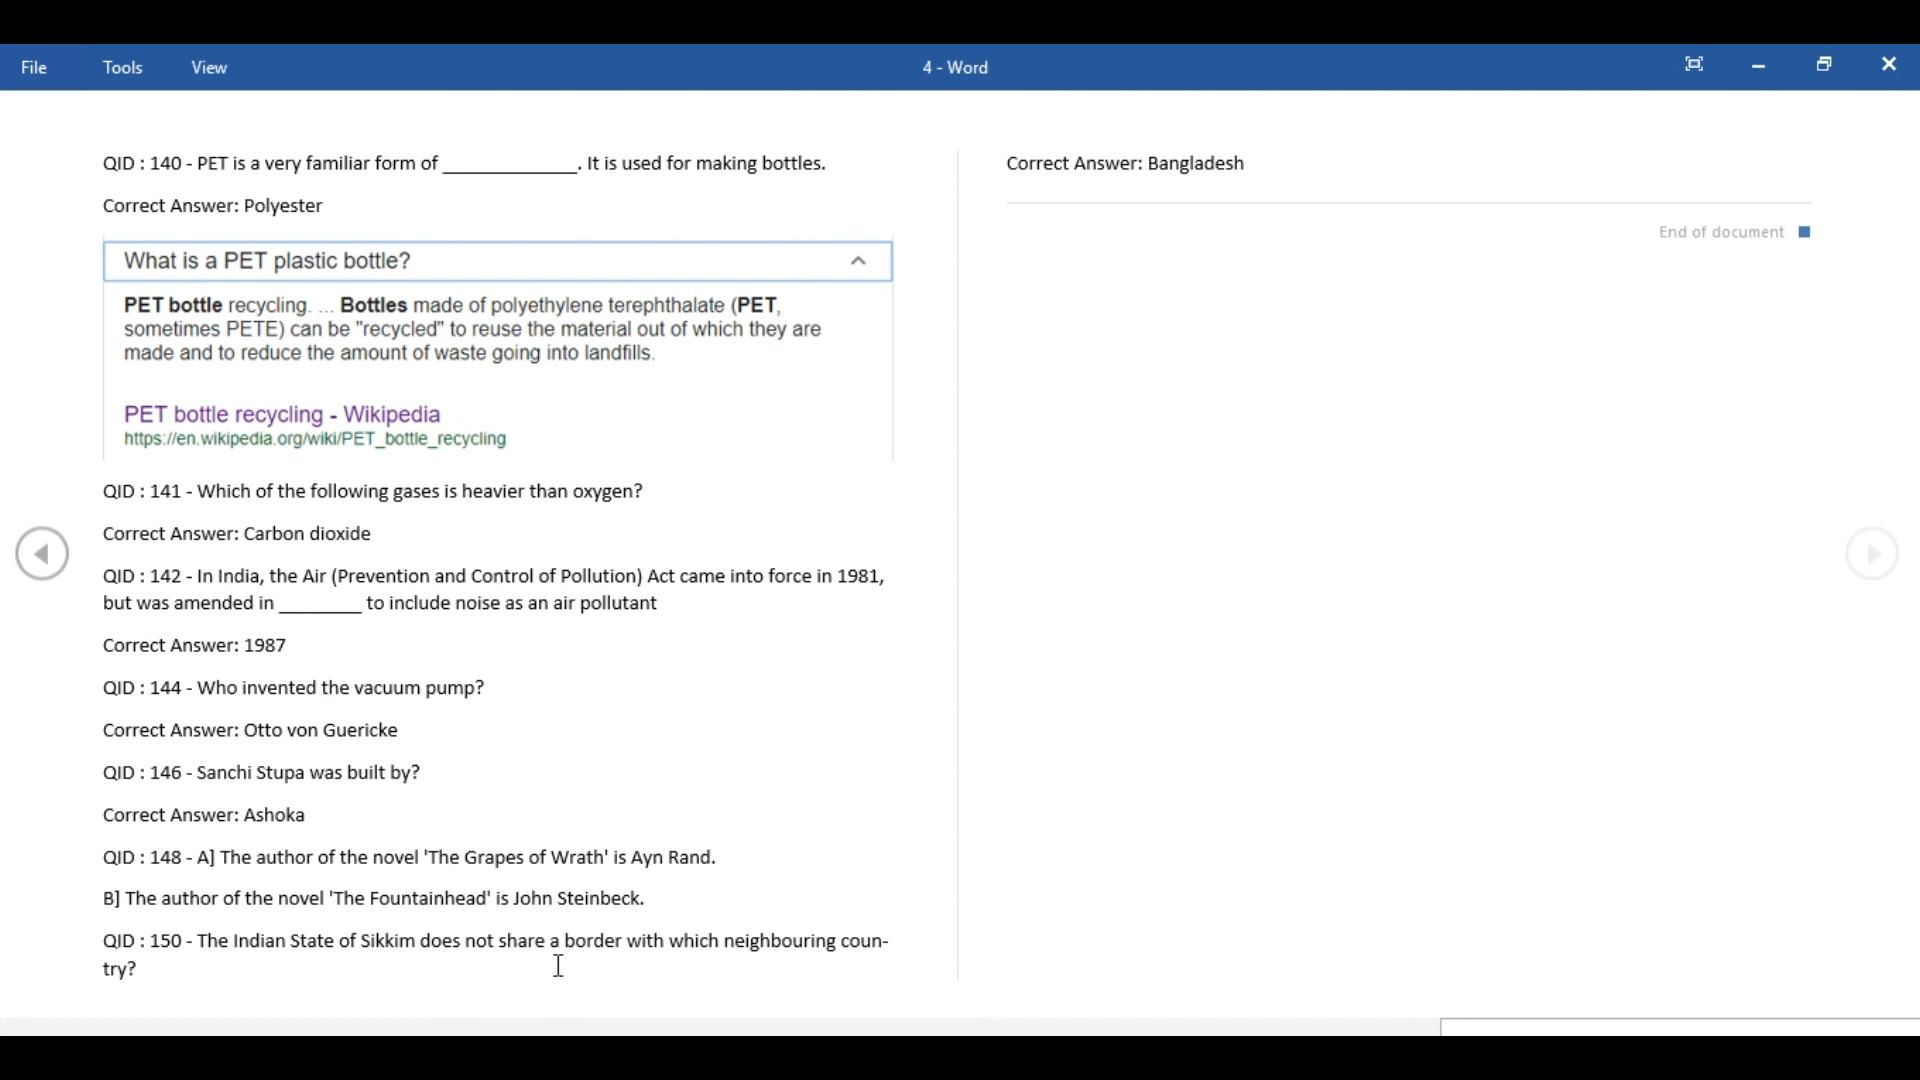 File Tools View 4 - Word
QID : 140 - PET is a very familiar form of ______________. It is used for making bottles.
Correct Answer: Polyester
What is a PET plastic bottle?
PET bottle recycling. ... Bottles made of polyethylene terephthalate (PET,
sometimes PETE) can be "recycled" to reuse the material out of which they are
made and to reduce the amount of waste going into landfills.
PET bottle recycling - Wikipedia
https://en.wikipedia.org/wiki/PET_bottle_recycling
QID : 141 - Which of the following gases is heavier than oxygen?
Correct Answer: Carbon dioxide
QID : 142 - In India, the Air (Prevention and Control of Pollution) Act came into force in 1981,
but was amended in ________ to include noise as an air pollutant
Correct Answer: 1987
QID : 144 - Who invented the vacuum pump?
Correct Answer: Otto von Guericke
QID : 146 - Sanchi Stupa was built by?
Correct Answer: Ashoka
QID : 148 - A] The author of the novel 'The Grapes of Wrath' is Ayn Rand.
B] The author of the novel 'The Fountainhead' is John Steinbeck.
QID : 150 - The Indian State of Sikkim does not share a border with which neighbouring coun-
try?
Correct Answer: Bangladesh
End of document